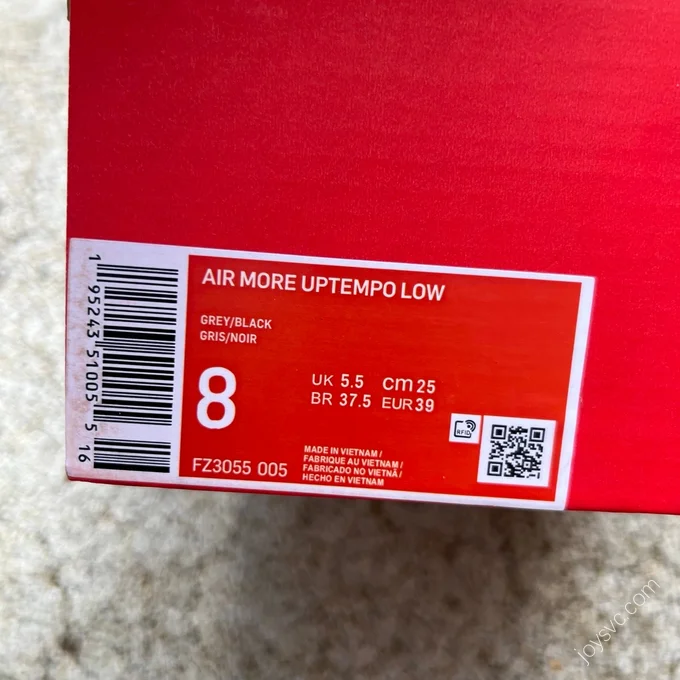 AIR MORE UPTEMPO LOW
GREY/BLACK
GRIS/NOIR
8
UK 5.5 cm 25
BR 37.5 EUR 39
RFID
FZ3055 005
MADE IN VIETNAM /
FABRIQUE AU VIETNAM /
FABRICADO NO VIETNÃ /
HECHO EN VIETNAM
1 95243 51005 5 16
joysvc.com